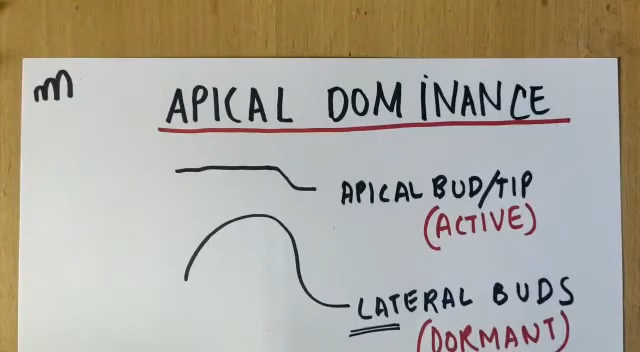 m
APICAL DOMINANCE
APICAL BUD/TIP
(ACTIVE)
LATERAL BUDS
(DORMANT)